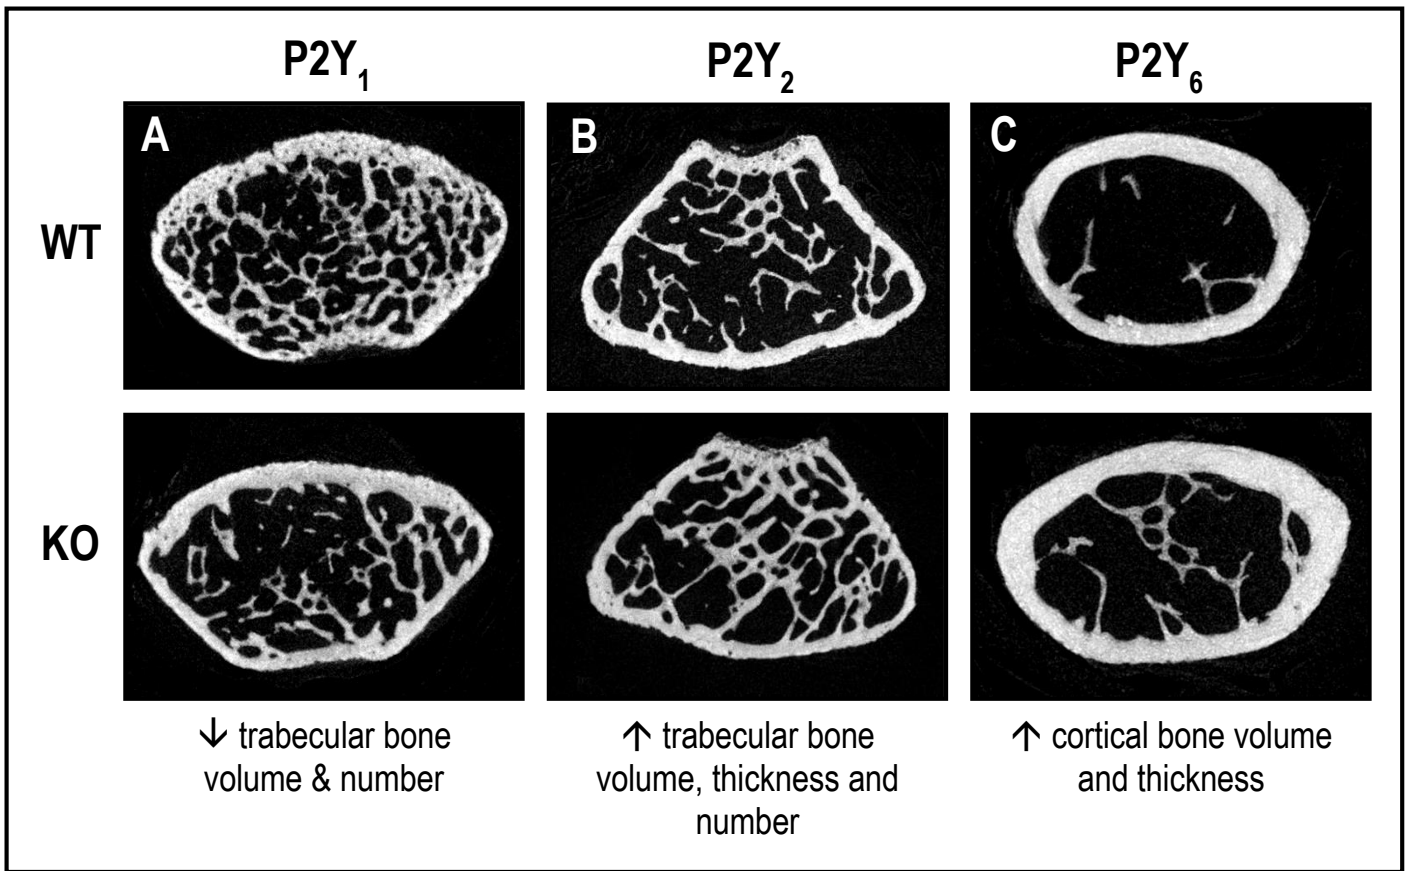 P2Y₁ P2Y₂ P2Y₆
A B C
WT
KO
↓ trabecular bone
volume & number
↑ trabecular bone
volume, thickness and
number
↑ cortical bone volume
and thickness